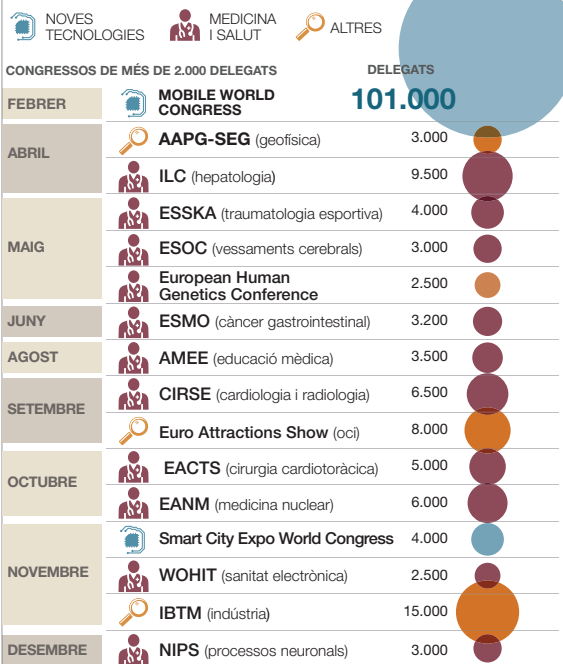 NOVES
TECNOLOGIES
MEDICINA
I SALUT
ALTRES
CONGRESSOS DE MÉS DE 2.000 DELEGATS
DELEGATS
FEBRER
MOBILE WORLD
CONGRESS
101.000
ABRIL
AAPG-SEG (geofísica) 3.000
ILC (hepatologia) 9.500
MAIG
ESSKA (traumatologia esportiva) 4.000
ESOC (vessaments cerebrals) 3.000
European Human
Genetics Conference
2.500
JUNY
ESMO (càncer gastrointestinal) 3.200
AGOST
AMEE (educació mèdica) 3.500
SETEMBRE
CIRSE (cardiologia i radiologia) 6.500
Euro Attractions Show (oci) 8.000
OCTUBRE
EACTS (cirurgia cardiotoràcica) 5.000
EANM (medicina nuclear) 6.000
NOVEMBRE
Smart City Expo World Congress 4.000
WOHIT (sanitat electrònica) 2.500
IBTM (indústria) 15.000
DESEMBRE
NIPS (processos neuronals) 3.000